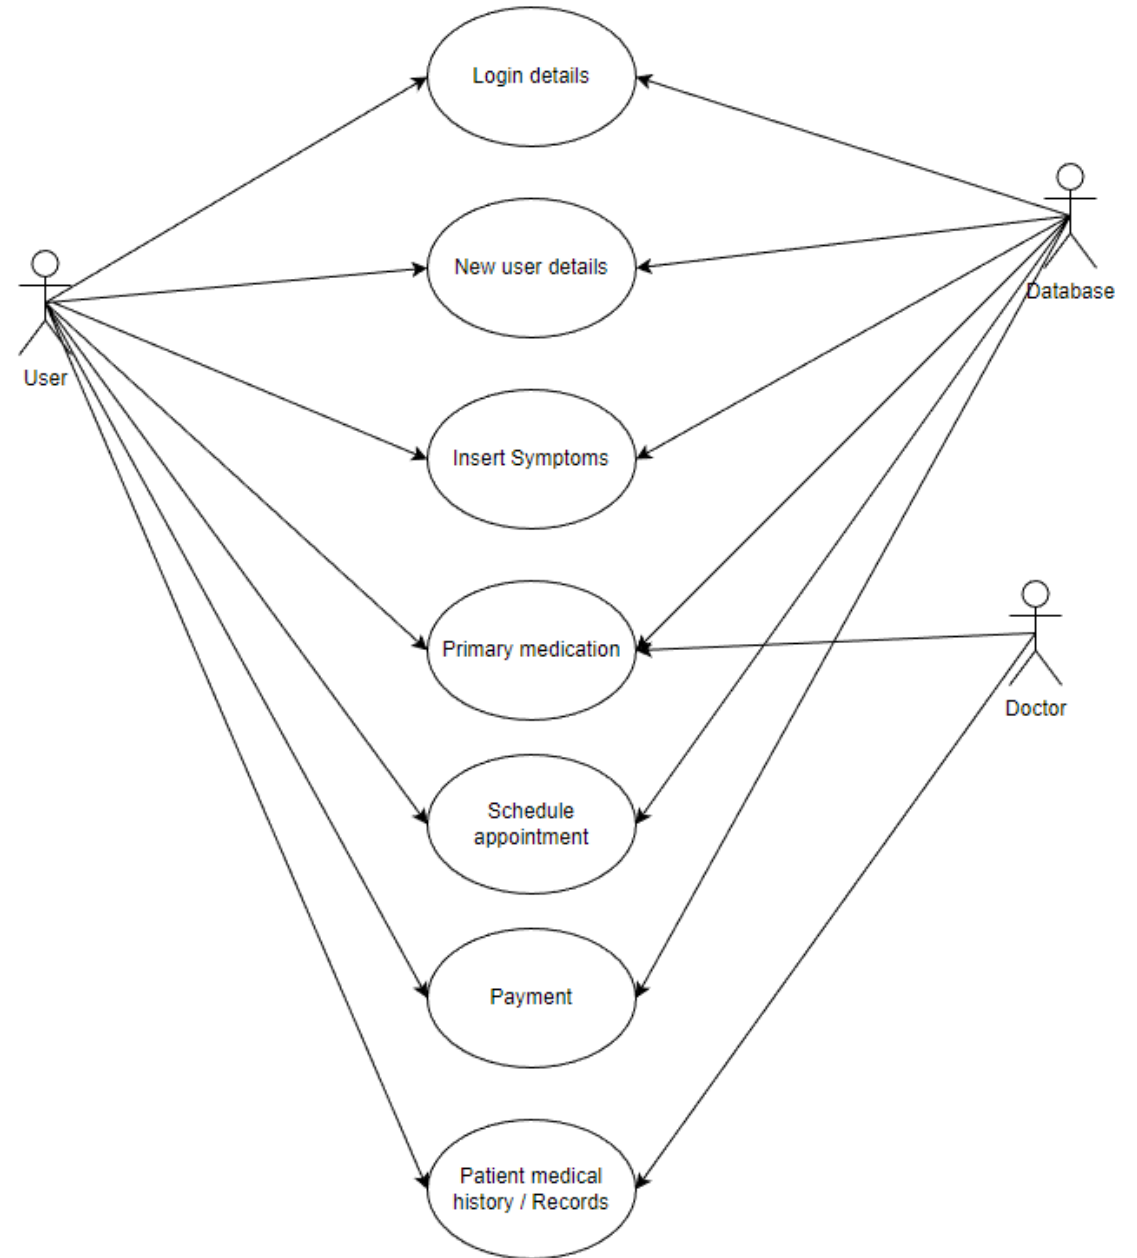 Login details
New user details
Database
User
Insert Symptoms
Primary medication
Doctor
Schedule
appointment
Payment
Patient medical
history / Records